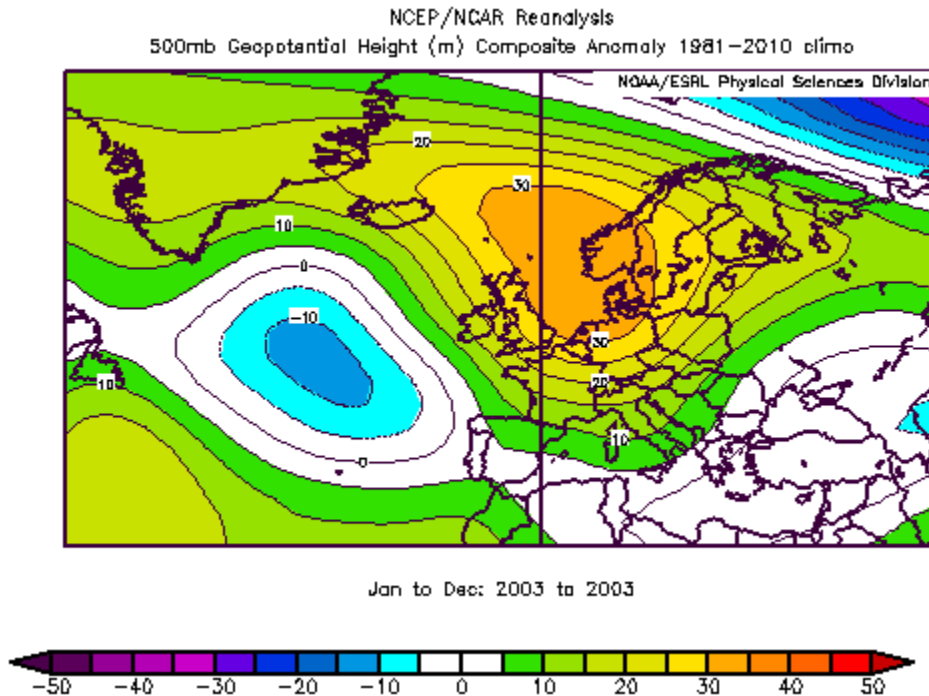 NCEP/NCAR Reanalysis
500mb Geopotential Height (m) Composite Anomaly 1981-2010 climo
NOAA/ESRL Physical Sciences Division
20
30
10
0
-10
30
10
20
10
0
Jan to Dec: 2003 to 2003
-50 -40 -30 -20 -10 0 10 20 30 40 50